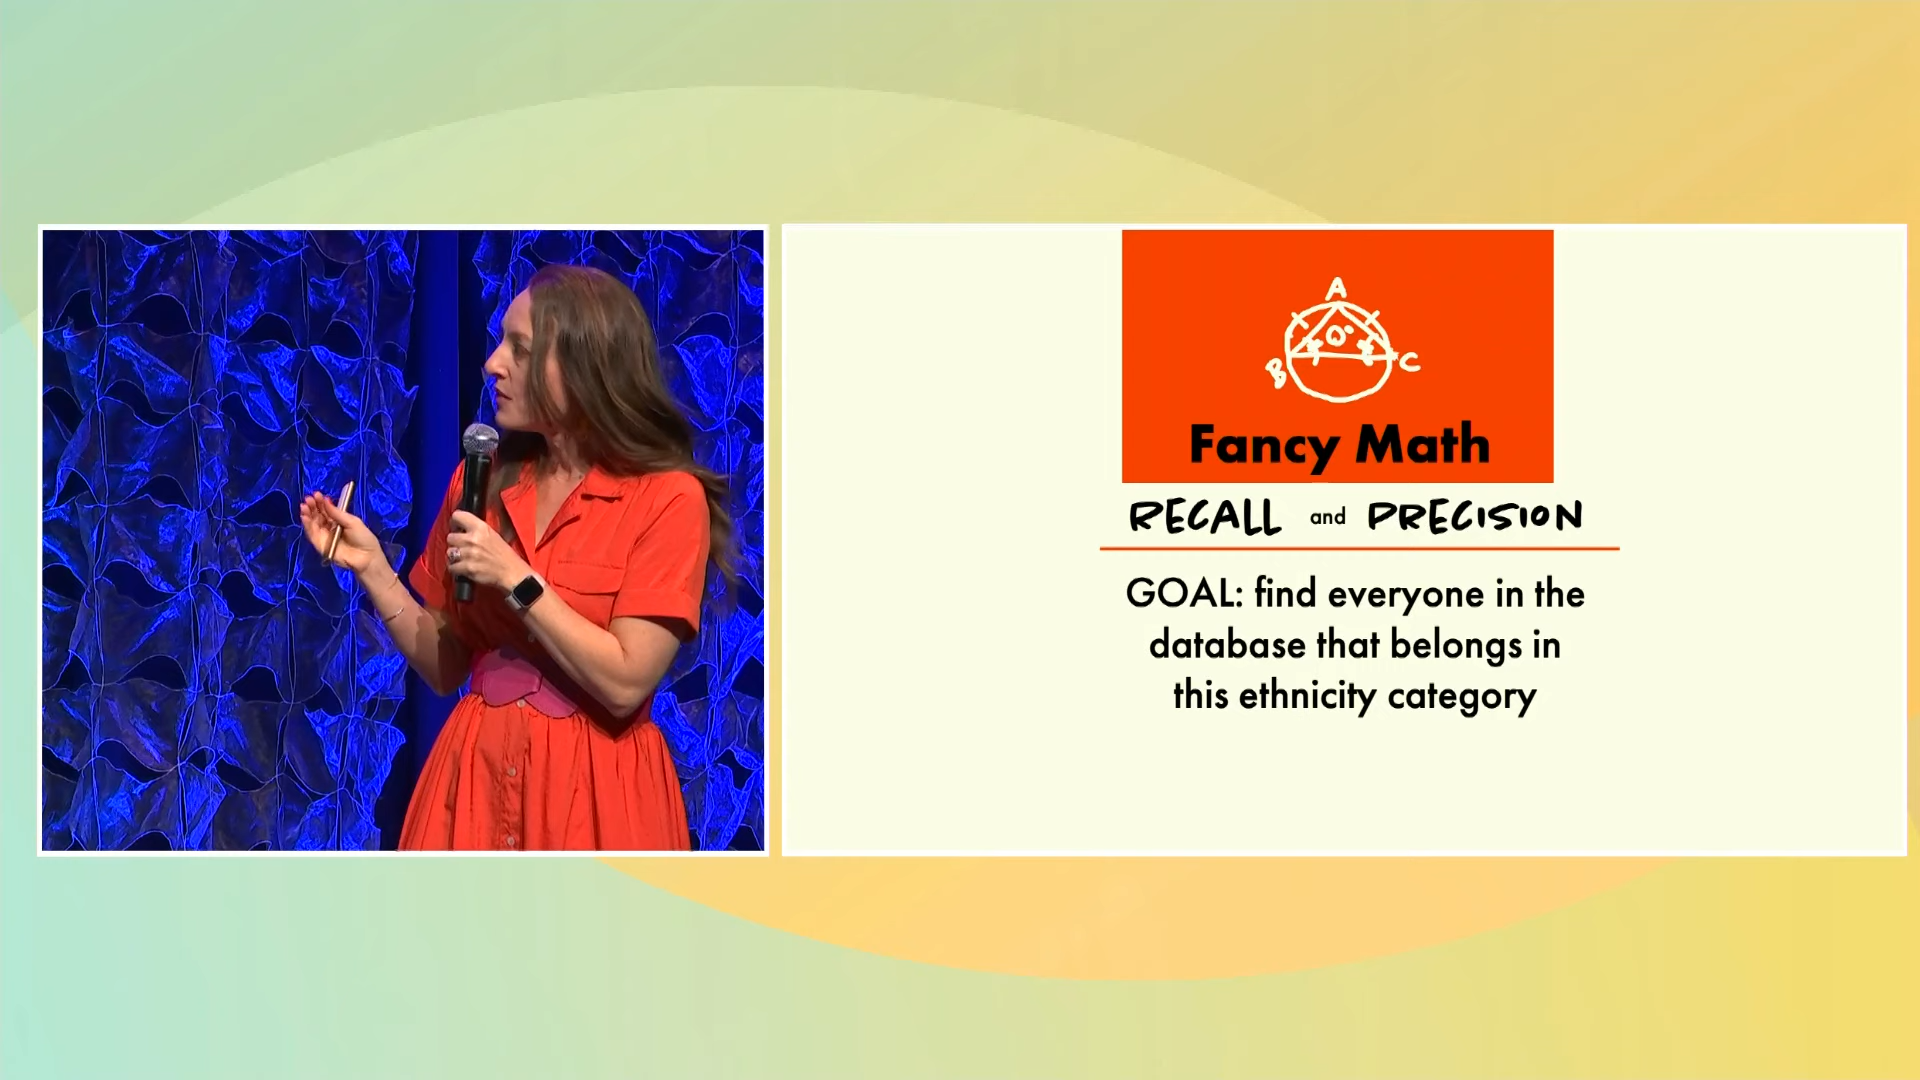 A
B
C
Fancy Math
RECALL and PRECISION
GOAL: find everyone in the
database that belongs in
this ethnicity category